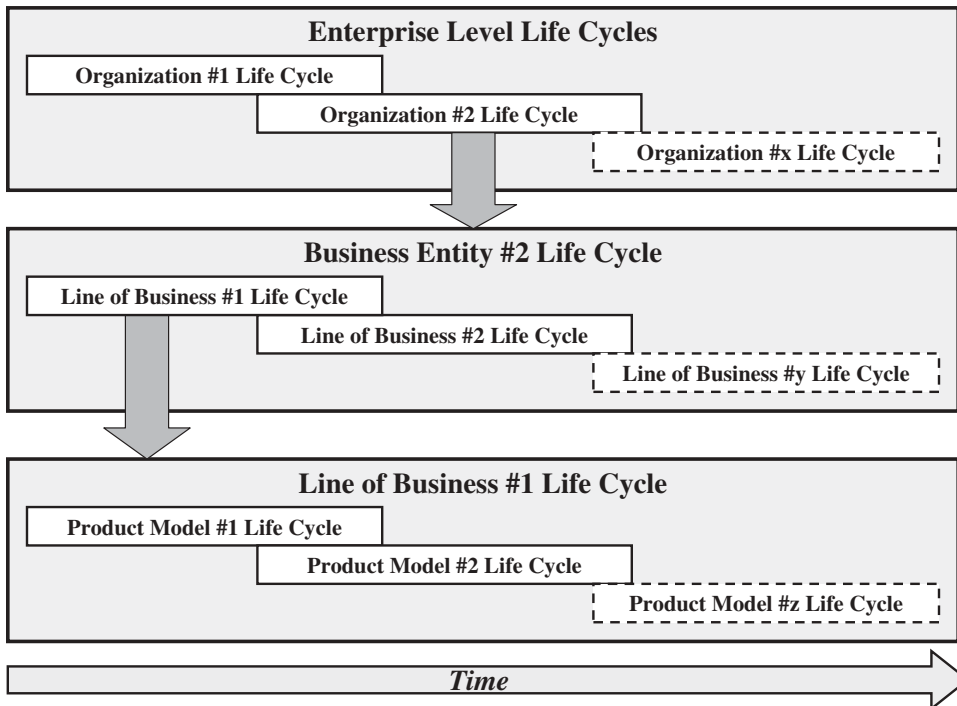 Enterprise Level Life Cycles
Organization #1 Life Cycle
Organization #2 Life Cycle
Organization #x Life Cycle
Business Entity #2 Life Cycle
Line of Business #1 Life Cycle
Line of Business #2 Life Cycle
Line of Business #y Life Cycle
Line of Business #1 Life Cycle
Product Model #1 Life Cycle
Product Model #2 Life Cycle
Product Model #z Life Cycle
Time